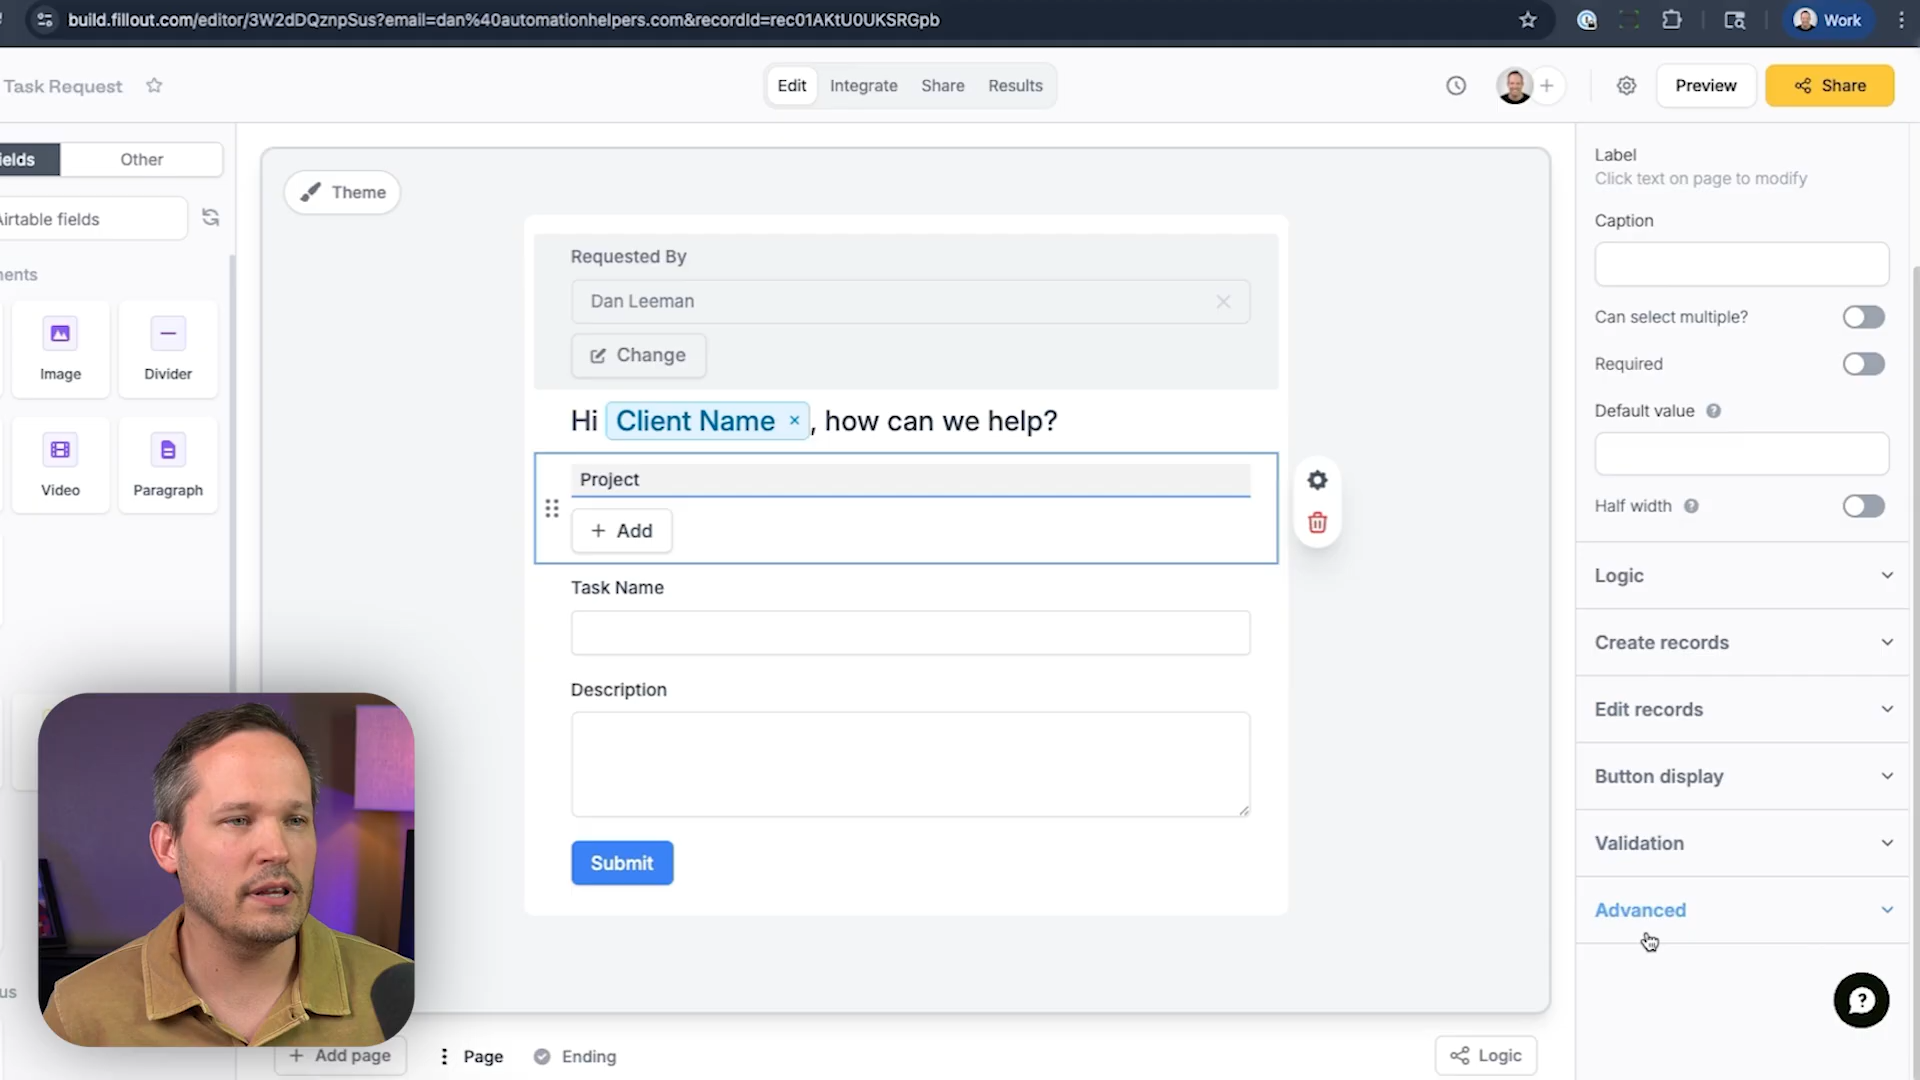 build.fillout.com/editor/3W2dDQznpSus?email=dan%40automationhelpers.com&recordId=rec01AKtU0UKSRGpb
Work
Task Request
Edit
Integrate
Share
Results
Preview
Share
ields
Other
Airtable fields
nents
Image
Divider
Video
Paragraph
us
Theme
Requested By
Dan Leeman
Change
Hi Client Name ×, how can we help?
Project
+ Add
Task Name
Description
Submit
+ Add page
Page
Ending
Logic
Label
Click text on page to modify
Caption
Can select multiple?
Required
Default value ?
Half width ?
Logic
Create records
Edit records
Button display
Validation
Advanced
?